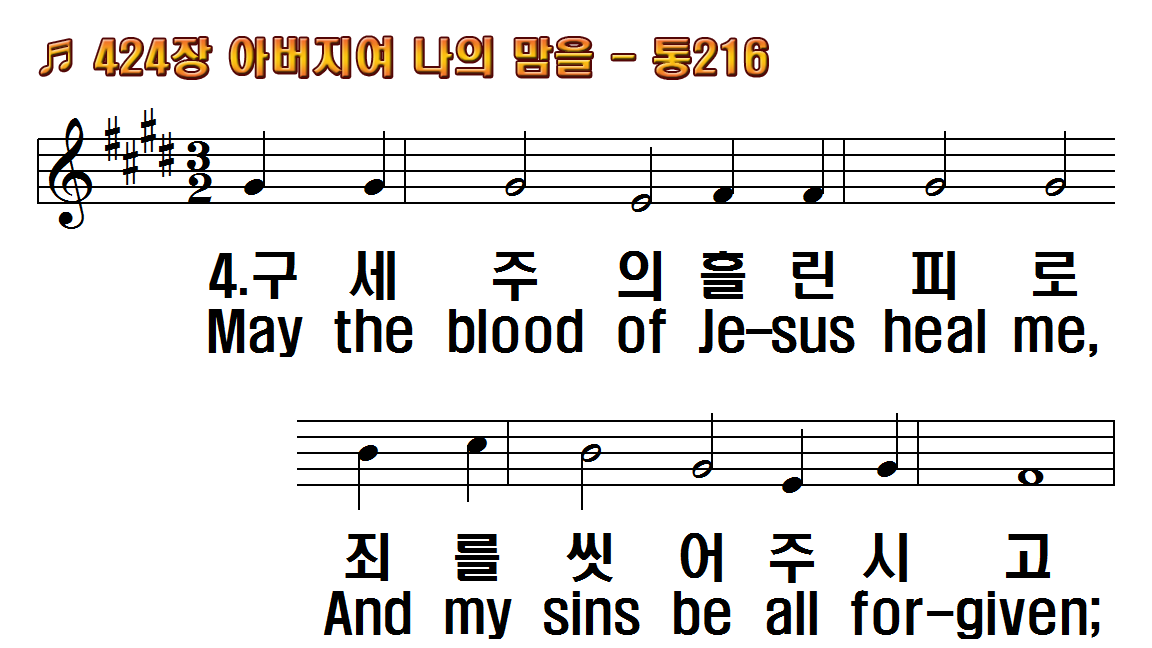 ♬ 424장 아버지여 나의 맘을 - 통216
4.구 세 주 의 흘 린 피 로
May the blood of Je-sus heal me,
죄 를 씻 어 주 시 고
And my sins be all for-given;